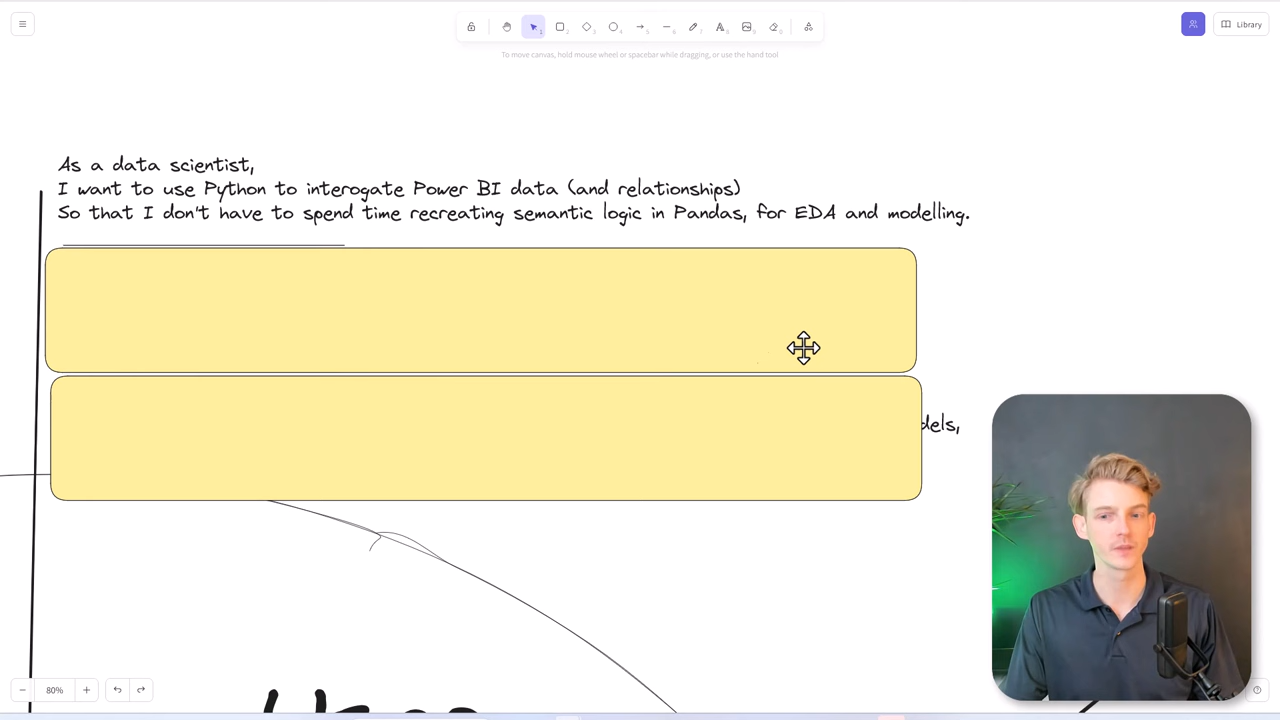 Library
To move canvas, hold mouse wheel or spacebar while dragging, or use the hand tool
As a data scientist,
I want to use Python to interogate Power BI data (and relationships)
So that I don't have to spend time recreating semantic logic in Pandas, for EDA and modelling.
dels,
80%